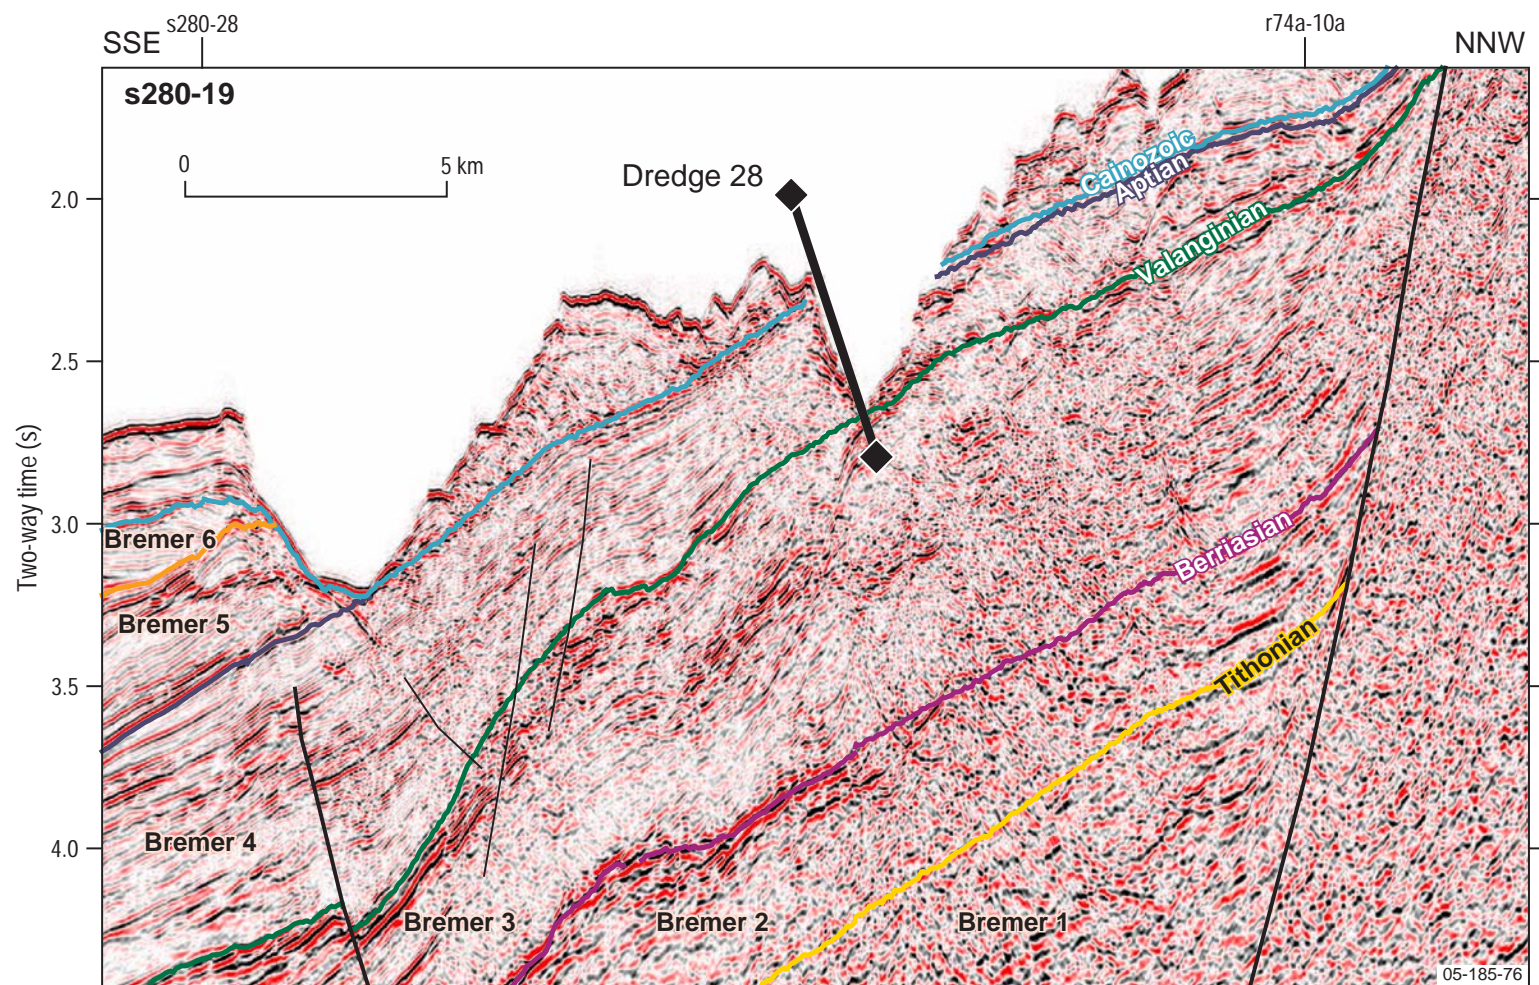 s280-28
r74a-10a
SSE
NNW
s280-19
0
5 km
Dredge 28
Cainozoic
Aptian
Valanginian
2.0
2.5
3.0
3.5
4.0
Two-way time (s)
Bremer 6
Bremer 5
Berriasian
Tithonian
Bremer 4
Bremer 3
Bremer 2
Bremer 1
05-185-76